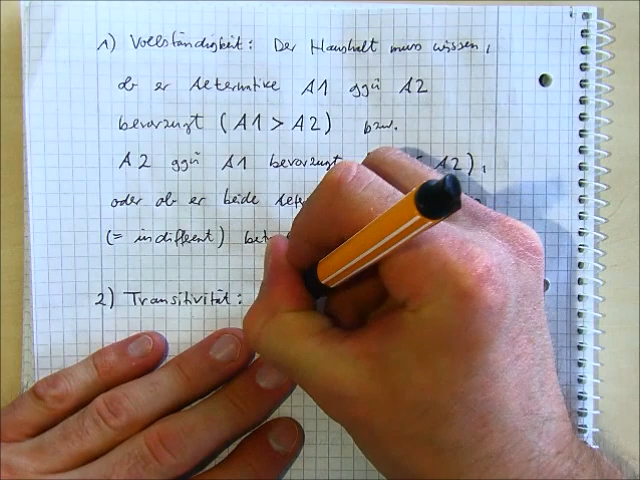 1) Vollständigkeit: Der Haushalt muss wissen,
ob er Alternative A1 ggü A2
bevorzugt (A1 > A2) bzw.
A2 ggü A1 bevorzugt A2),
oder ob er beide
(= indifferent)
2) Transitivität: